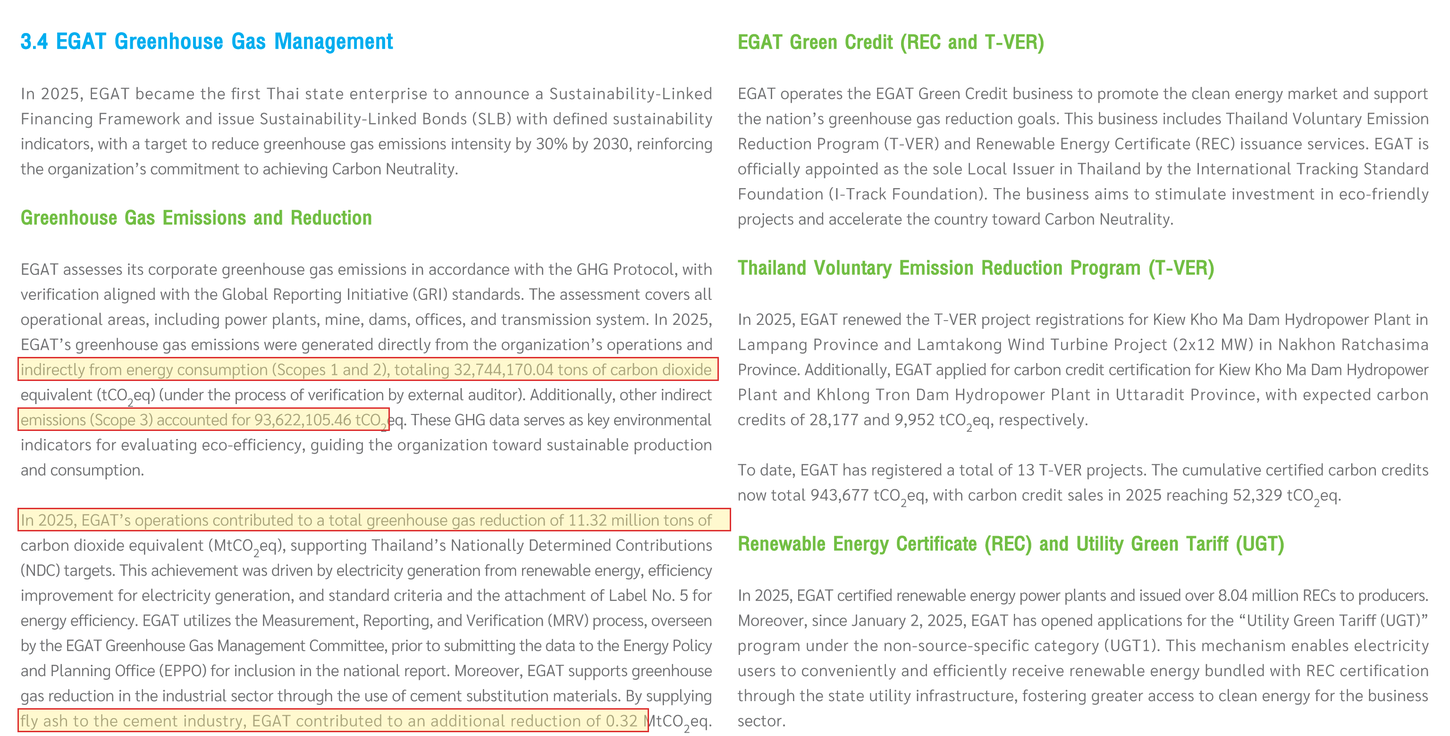 3.4 EGAT Greenhouse Gas Management
In 2025, EGAT became the first Thai state enterprise to announce a Sustainability-Linked
Financing Framework and issue Sustainability-Linked Bonds (SLB) with defined sustainability
indicators, with a target to reduce greenhouse gas emissions intensity by 30% by 2030, reinforcing
the organization's commitment to achieving Carbon Neutrality.
Greenhouse Gas Emissions and Reduction
EGAT assesses its corporate greenhouse gas emissions in accordance with the GHG Protocol, with
verification aligned with the Global Reporting Initiative (GRI) standards. The assessment covers all
operational areas, including power plants, mine, dams, offices, and transmission system. In 2025,
EGAT's greenhouse gas emissions were generated directly from the organization's operations and
indirectly from energy consumption (Scopes 1 and 2), totaling 32,744,170.04 tons of carbon dioxide
equivalent (tCO₂eq) (under the process of verification by external auditor). Additionally, other indirect
emissions (Scope 3) accounted for 93,622,105.46 tCO₂eq. These GHG data serves as key environmental
indicators for evaluating eco-efficiency, guiding the organization toward sustainable production
and consumption.
In 2025, EGAT's operations contributed to a total greenhouse gas reduction of 11.32 million tons of
carbon dioxide equivalent (MtCO₂eq), supporting Thailand's Nationally Determined Contributions
(NDC) targets. This achievement was driven by electricity generation from renewable energy, efficiency
improvement for electricity generation, and standard criteria and the attachment of Label No. 5 for
energy efficiency. EGAT utilizes the Measurement, Reporting, and Verification (MRV) process, overseen
by the EGAT Greenhouse Gas Management Committee, prior to submitting the data to the Energy Policy
and Planning Office (EPPO) for inclusion in the national report. Moreover, EGAT supports greenhouse
gas reduction in the industrial sector through the use of cement substitution materials. By supplying
fly ash to the cement industry, EGAT contributed to an additional reduction of 0.32 MtCO₂eq.
EGAT Green Credit (REC and T-VER)
EGAT operates the EGAT Green Credit business to promote the clean energy market and support
the nation's greenhouse gas reduction goals. This business includes Thailand Voluntary Emission
Reduction Program (T-VER) and Renewable Energy Certificate (REC) issuance services. EGAT is
officially appointed as the sole Local Issuer in Thailand by the International Tracking Standard
Foundation (I-Track Foundation). The business aims to stimulate investment in eco-friendly
projects and accelerate the country toward Carbon Neutrality.
Thailand Voluntary Emission Reduction Program (T-VER)
In 2025, EGAT renewed the T-VER project registrations for Kiew Kho Ma Dam Hydropower Plant in
Lampang Province and Lamtakong Wind Turbine Project (2x12 MW) in Nakhon Ratchasima
Province. Additionally, EGAT applied for carbon credit certification for Kiew Kho Ma Dam Hydropower
Plant and Khlong Tron Dam Hydropower Plant in Uttaradit Province, with expected carbon
credits of 28,177 and 9,952 tCO₂eq, respectively.
To date, EGAT has registered a total of 13 T-VER projects. The cumulative certified carbon credits
now total 943,677 tCO₂eq, with carbon credit sales in 2025 reaching 52,329 tCO₂eq.
Renewable Energy Certificate (REC) and Utility Green Tariff (UGT)
In 2025, EGAT certified renewable energy power plants and issued over 8.04 million RECs to producers.
Moreover, since January 2, 2025, EGAT has opened applications for the "Utility Green Tariff (UGT)"
program under the non-source-specific category (UGT1). This mechanism enables electricity
users to conveniently and efficiently receive renewable energy bundled with REC certification
through the state utility infrastructure, fostering greater access to clean energy for the business
sector.